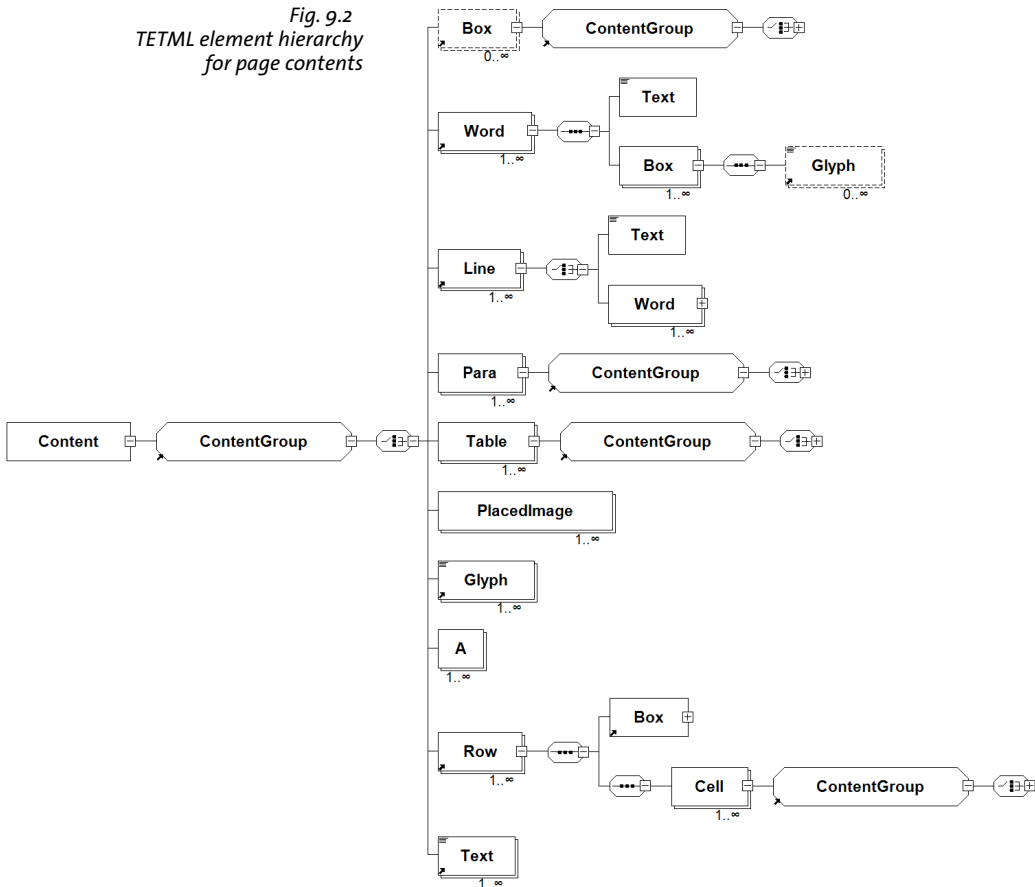 Fig. 9.2
TETML element hierarchy
for page contents
Box
ContentGroup
0..∞
Text
Word
1..∞
Box
Glyph
1..∞
0..∞
Text
Line
1..∞
Word
1..∞
Para
ContentGroup
1..∞
Content
ContentGroup
Table
ContentGroup
1..∞
PlacedImage
1..∞
Glyph
1..∞
A
1..∞
Box
Row
1..∞
Cell
ContentGroup
1..∞
Text
1..∞